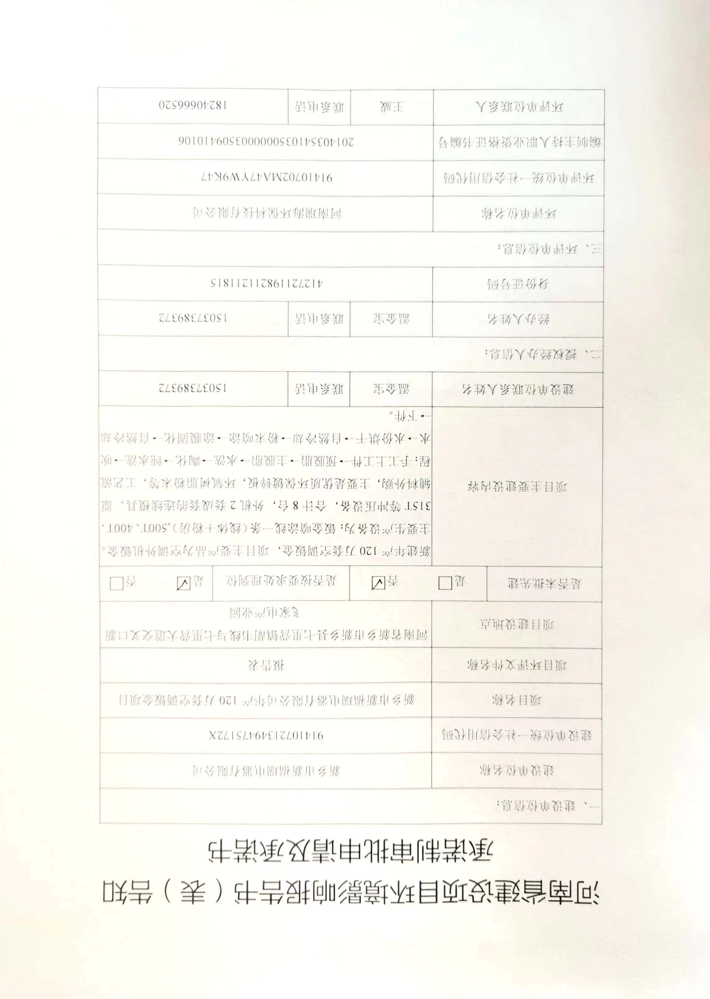 河南省建设项目环境影响报告书（表）告知
承诺制审批申请及承诺书
一、建设单位信息：
建设单位名称 新乡市新福瑞电器有限公司
建设单位统一社会信用代码 91410721349475172X
项目名称 新乡市新福瑞电器有限公司年产 120 万套空调钣金项目
项目环评文件名称 报告表
项目建设地点 河南省新乡市新乡县七里营镇胡韦线与七里营大道交叉口新
飞家电产业园
是否未批先建 是□ 否☑ 是否按要求处理到位 是☑ 否□
项目主要建设内容
新建年产 120 万套空调钣金，项目主要产品为空调外机钣金。
主要生产设备为：钣金喷涂线一条（线体＋粉房）,500T、400T、
315T 等冲压设备，合计 8 台，外机 2 套成套的连续模具。原
辅料外购，主要是优质环保镀锌板，环氧树脂粉末等，工艺流
程：手工上工件→预脱脂→主脱脂→水洗→陶化→纯水洗→吹
水→水份烘干→自然冷却→粉末喷涂→涂膜固化→自然冷却
→下件。
建设单位联系人姓名 温金宝 联系电话 15037389372
二、授权经办人信息：
经办人姓名 温金宝 联系电话 15037389372
身份证号码 412721198211211815
三、环评单位信息：
环评单位名称 河南瑞海环保科技有限公司
环评单位统一社会信用代码 91410702MA47YW9K47
编制主持人职业资格证书编号 2014035410350000003509410106
环评单位联系人 王威 联系电话 18240666520